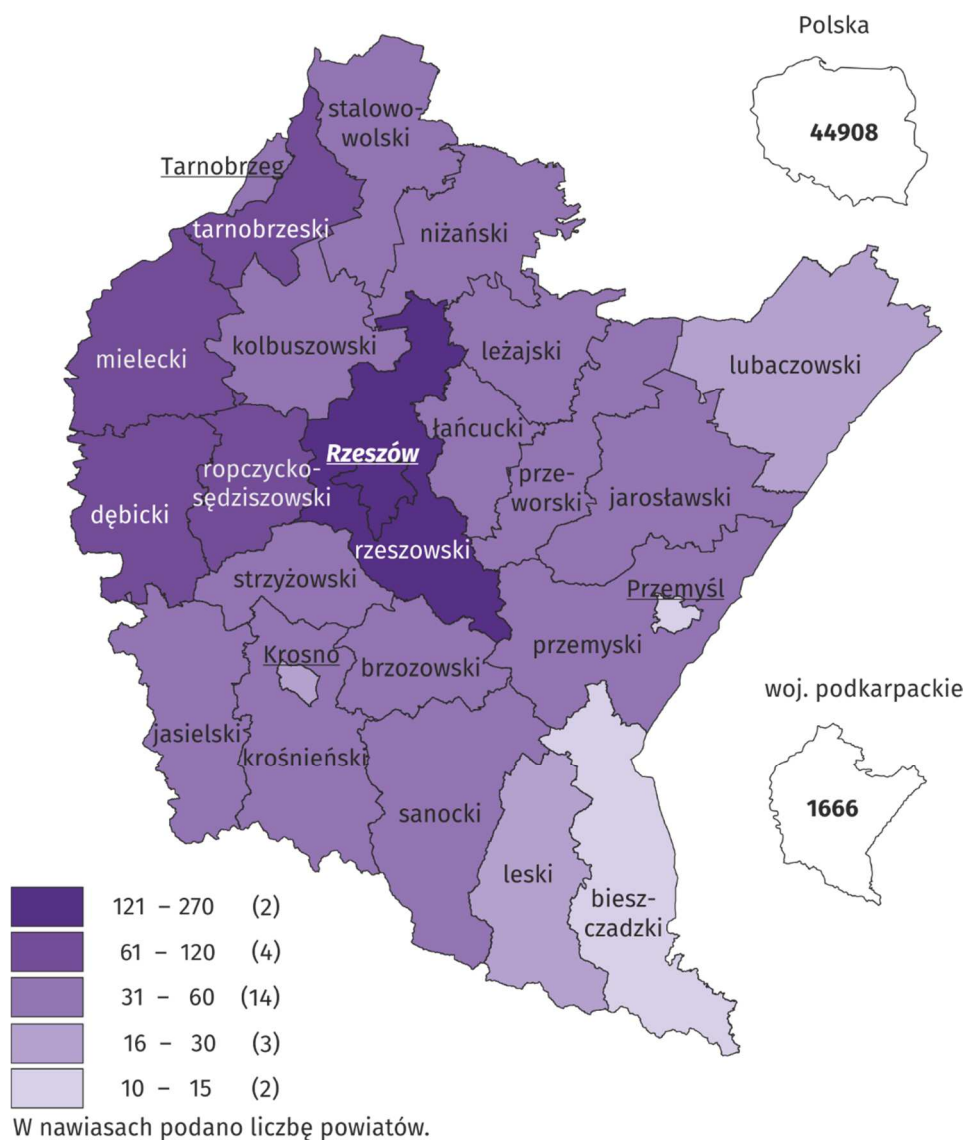 Polska
44908
stalowo-
wolski
Tarnobrzeg
tarnobrzeski
niżański
mielecki
kolbuszowski
leżajski
lubaczowski
łańcucki
Rzeszów
ropczycko-
sędziszowski
prze-
worski
jarosławski
dębicki
rzeszowski
strzyżowski
Przemyśl
Krosno
brzozowski
przemyski
woj. podkarpackie
1666
jasielski
krośnieński
sanocki
leski
biesz-
czadzki
121 – 270 (2)
61 – 120 (4)
31 – 60 (14)
16 – 30 (3)
10 – 15 (2)
W nawiasach podano liczbę powiatów.